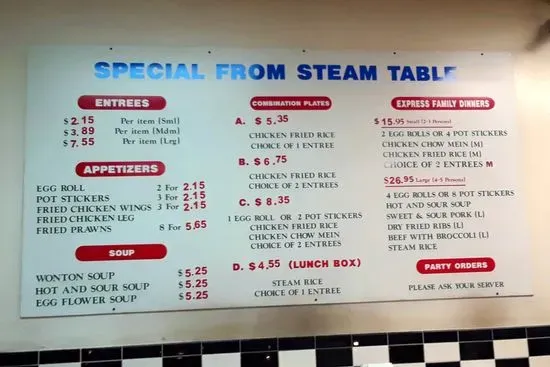 SPECIAL FROM STEAM TABLE
ENTREES
$2.15 Per item (Sml)
$3.89 Per item (Mdm)
$7.55 Per item (Lrg)
APPETIZERS
EGG ROLL 2 For 2.15
POT STICKERS 3 For 2.15
FRIED CHICKEN WINGS 3 For 2.15
FRIED CHICKEN LEG
FRIED PRAWNS 8 For 5.65
SOUP
WONTON SOUP $5.25
HOT AND SOUR SOUP $5.25
EGG FLOWER SOUP $5.25
COMBINATION PLATES
A. $5.35
CHICKEN FRIED RICE
CHOICE OF 1 ENTREE
B. $6.75
CHICKEN FRIED RICE
CHOICE OF 2 ENTREES
C. $8.35
1 EGG ROLL OR 2 POT STICKERS
CHICKEN FRIED RICE
CHICKEN CHOW MEIN
CHOICE OF 2 ENTREES
D. $4.55 (LUNCH BOX)
STEAM RICE
CHOICE OF 1 ENTREE
EXPRESS FAMILY DINNERS
$15.95 Small (2-3 Persons)
2 EGG ROLLS OR 4 POT STICKERS
CHICKEN CHOW MEIN (M)
CHICKEN FRIED RICE (M)
CHOICE OF 2 ENTREES M
$26.95 Large (4-5 Persons)
4 EGG ROLLS OR 8 POT STICKERS
HOT AND SOUR SOUP
SWEET & SOUR PORK (L)
DRY FRIED RIBS (L)
BEEF WITH BROCCOLI (L)
STEAM RICE
PARTY ORDERS
PLEASE ASK YOUR SERVER